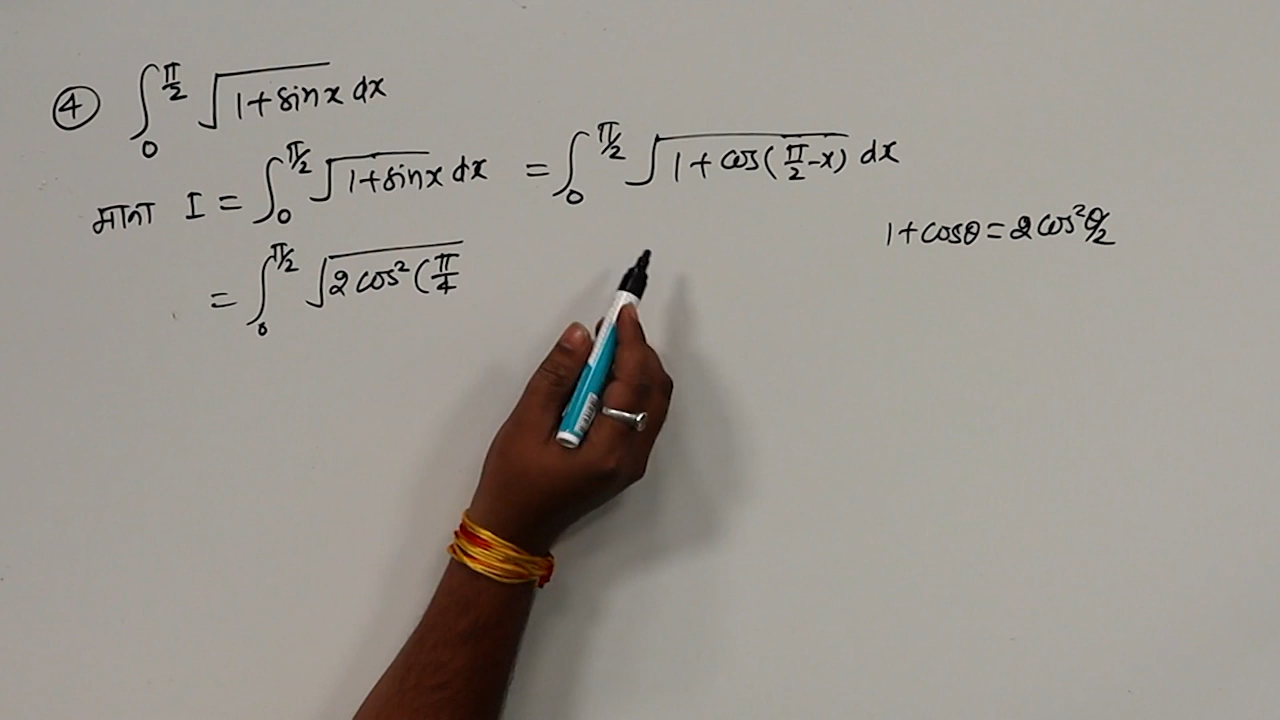 ④ ∫₀^{π/2} √(1+sinx) dx
माना I = ∫₀^{π/2} √(1+sinx) dx = ∫₀^{π/2} √(1+cos(π/2-x)) dx
1+cosθ=2cos²θ/2
= ∫₀^{π/2} √(2cos²(π/4